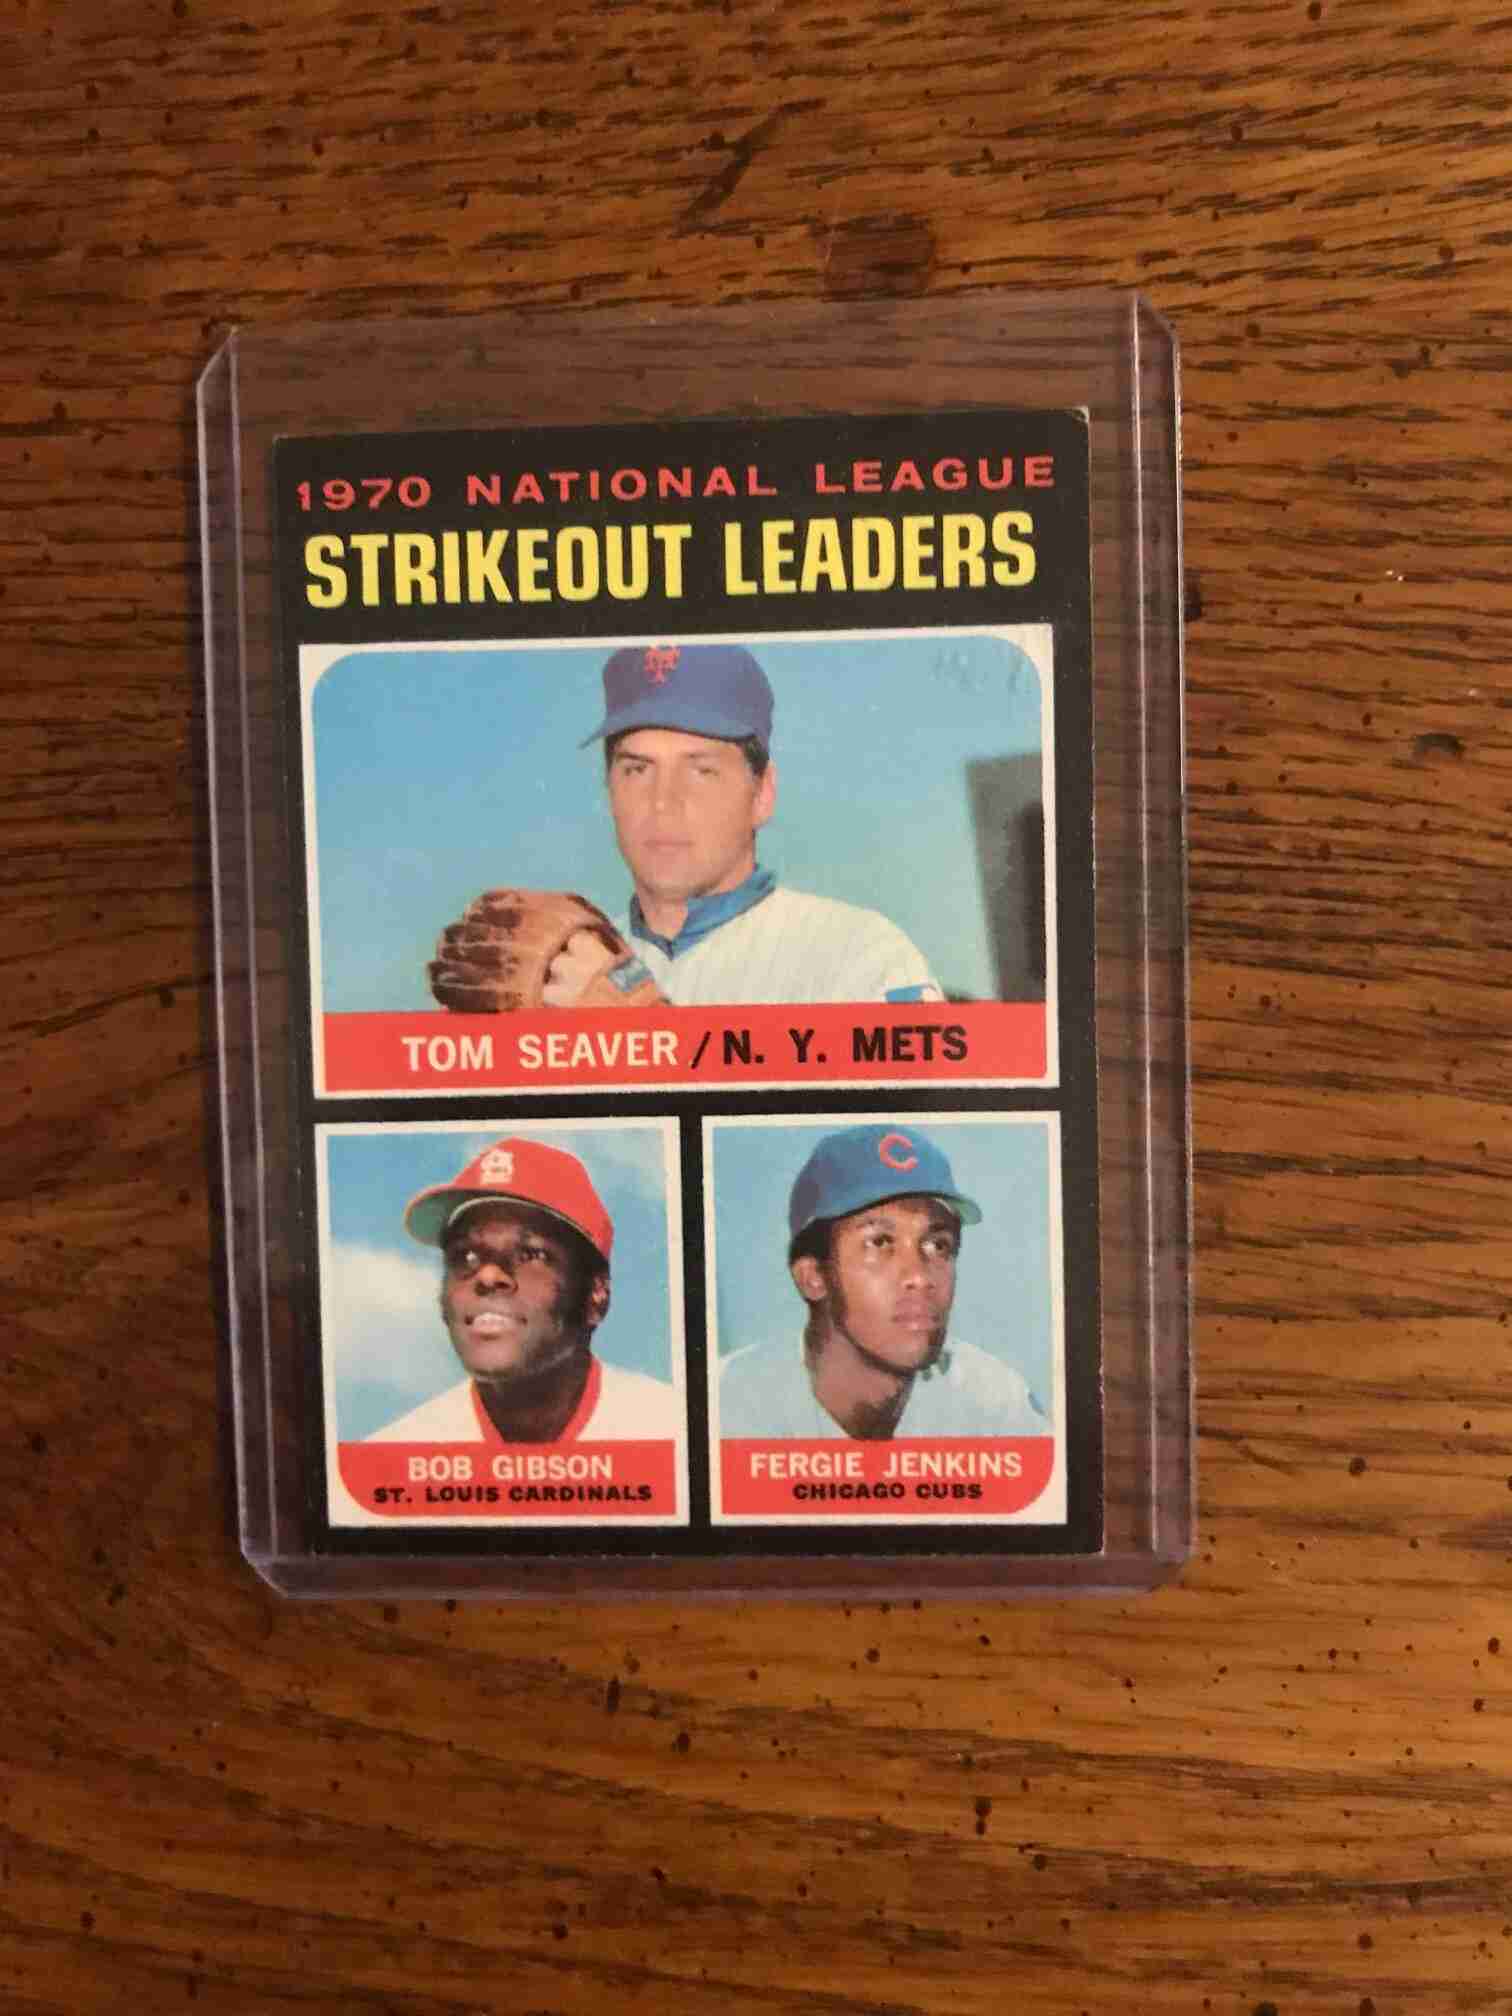 1970 NATIONAL LEAGUE
STRIKEOUT LEADERS
TOM SEAVER / N. Y. METS
BOB GIBSON
ST. LOUIS CARDINALS
FERGIE JENKINS
CHICAGO CUBS